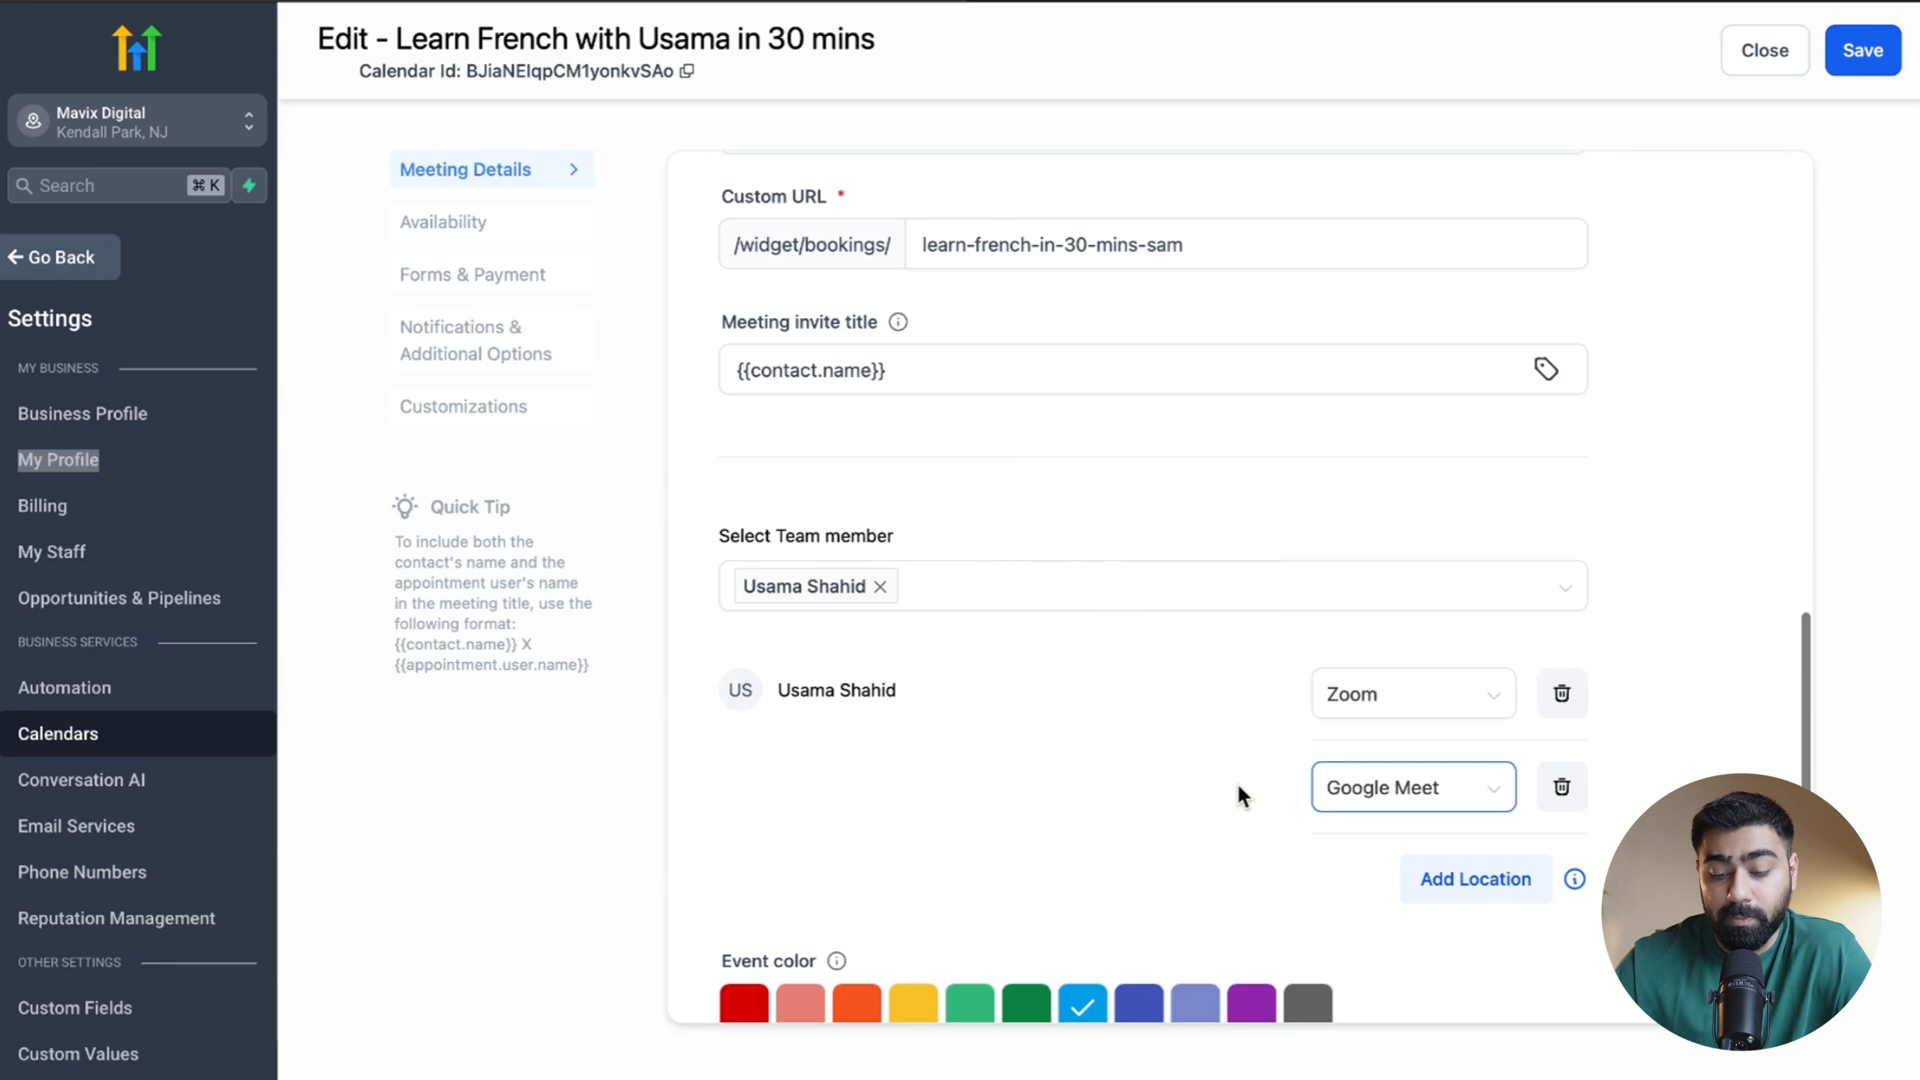 Edit - Learn French with Usama in 30 mins
Calendar Id: BJiaNEIqpCM1yonkvSAo
Close
Save
Mavix Digital
Kendall Park, NJ
Search
⌘ K
Go Back
Settings
MY BUSINESS
Business Profile
My Profile
Billing
My Staff
Opportunities & Pipelines
BUSINESS SERVICES
Automation
Calendars
Conversation AI
Email Services
Phone Numbers
Reputation Management
OTHER SETTINGS
Custom Fields
Custom Values
Meeting Details
Availability
Forms & Payment
Notifications &
Additional Options
Customizations
Quick Tip
To include both the
contact's name and the
appointment user's name
in the meeting title, use the
following format:
{{contact.name}} X
{{appointment.user.name}}
Custom URL *
/widget/bookings/ learn-french-in-30-mins-sam
Meeting invite title
{{contact.name}}
Select Team member
Usama Shahid
US Usama Shahid
Zoom
Google Meet
Add Location
Event color